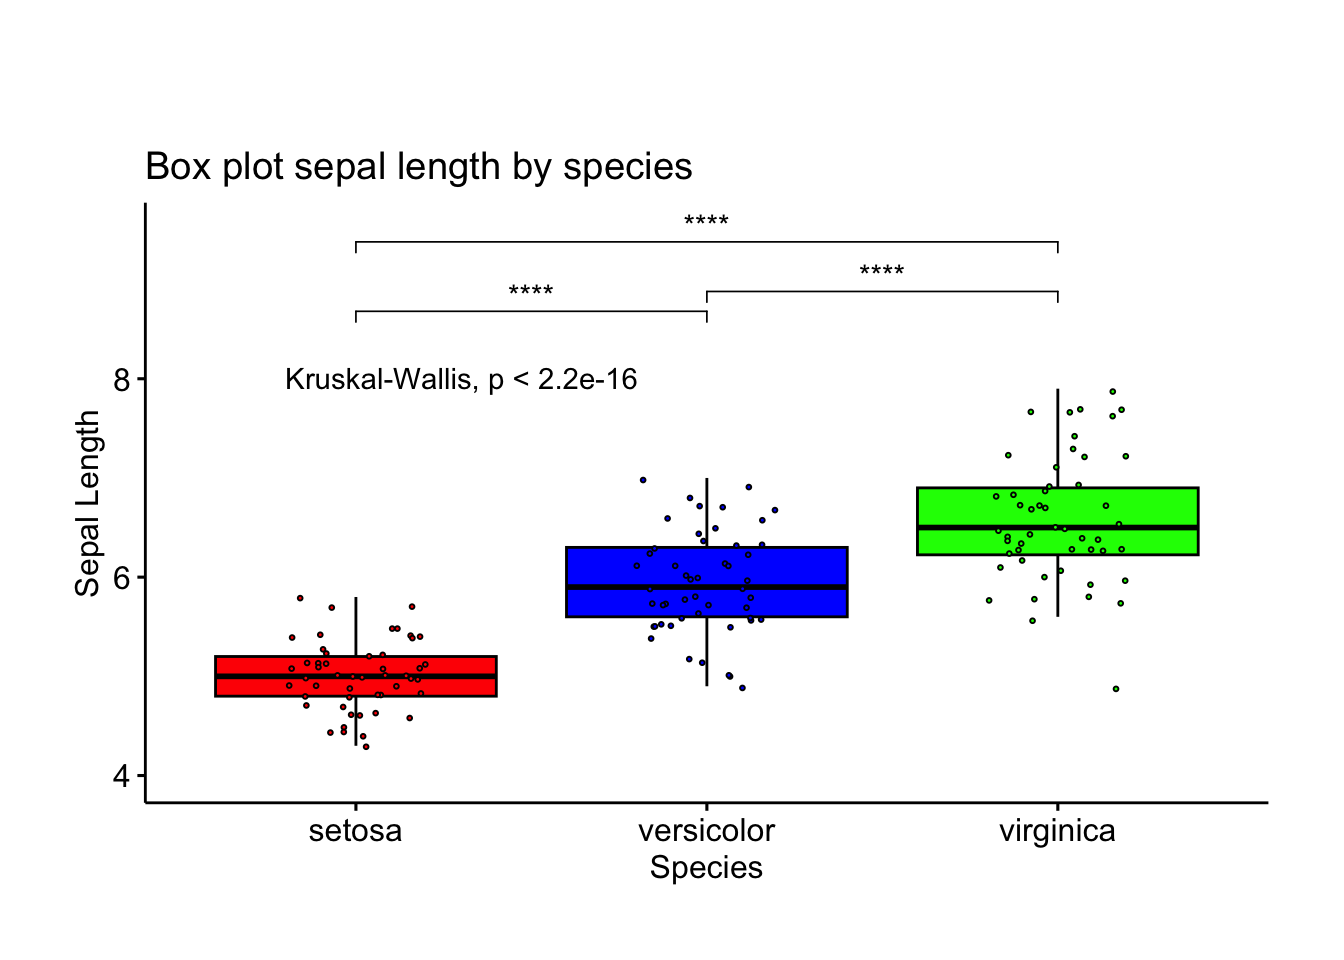 Box plot sepal length by species
****
****
****
Kruskal-Wallis, p < 2.2e-16
8
6
4
Sepal Length
setosa versicolor virginica
Species